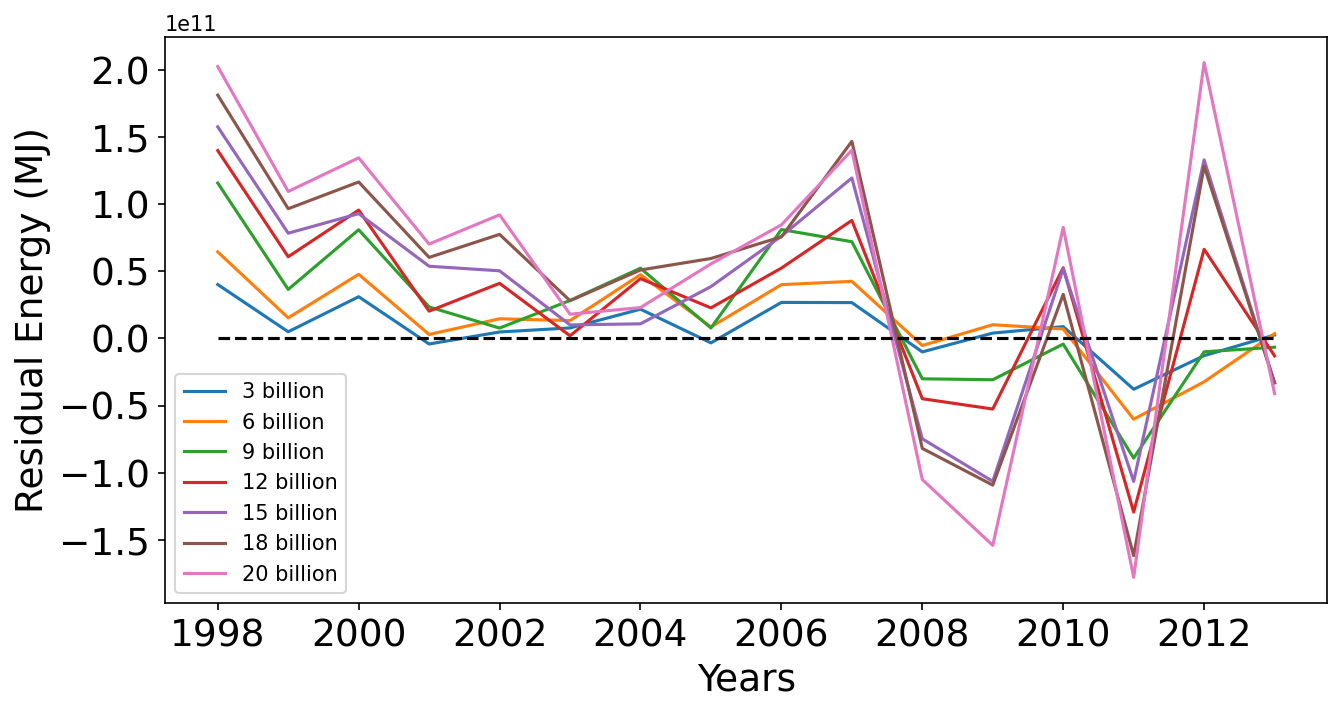 1e11
Residual Energy (MJ)
2.0
1.5
1.0
0.5
0.0
−0.5
−1.0
−1.5
3 billion
6 billion
9 billion
12 billion
15 billion
18 billion
20 billion
1998 2000 2002 2004 2006 2008 2010 2012
Years